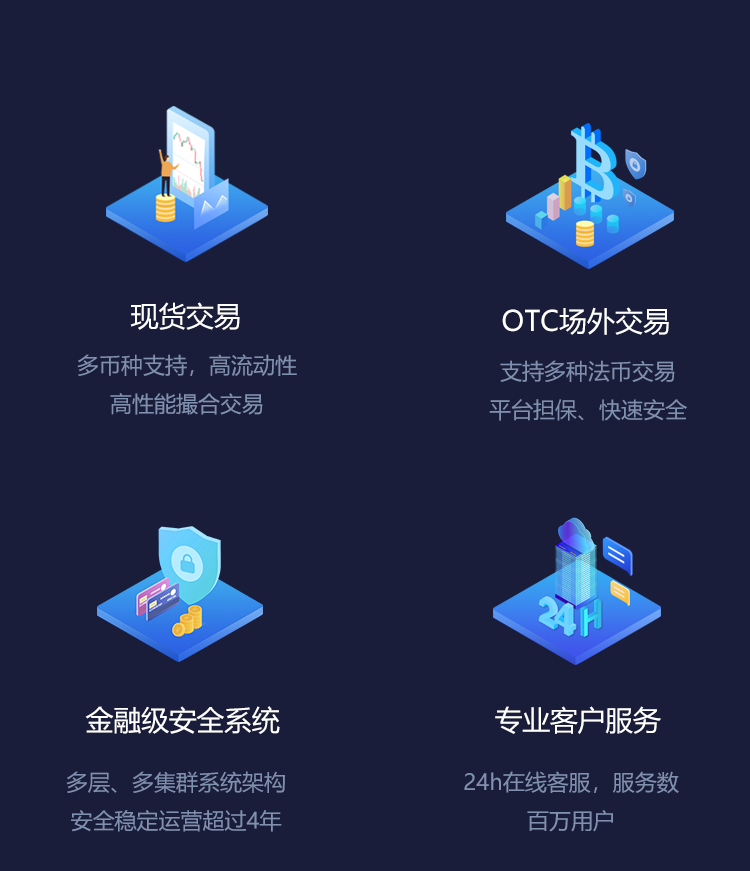 现货交易
多币种支持，高流动性
高性能撮合交易
OTC场外交易
支持多种法币交易
平台担保、快速安全
24H
金融级安全系统
多层、多集群系统架构
安全稳定运营超过4年
专业客户服务
24h在线客服，服务数
百万用户